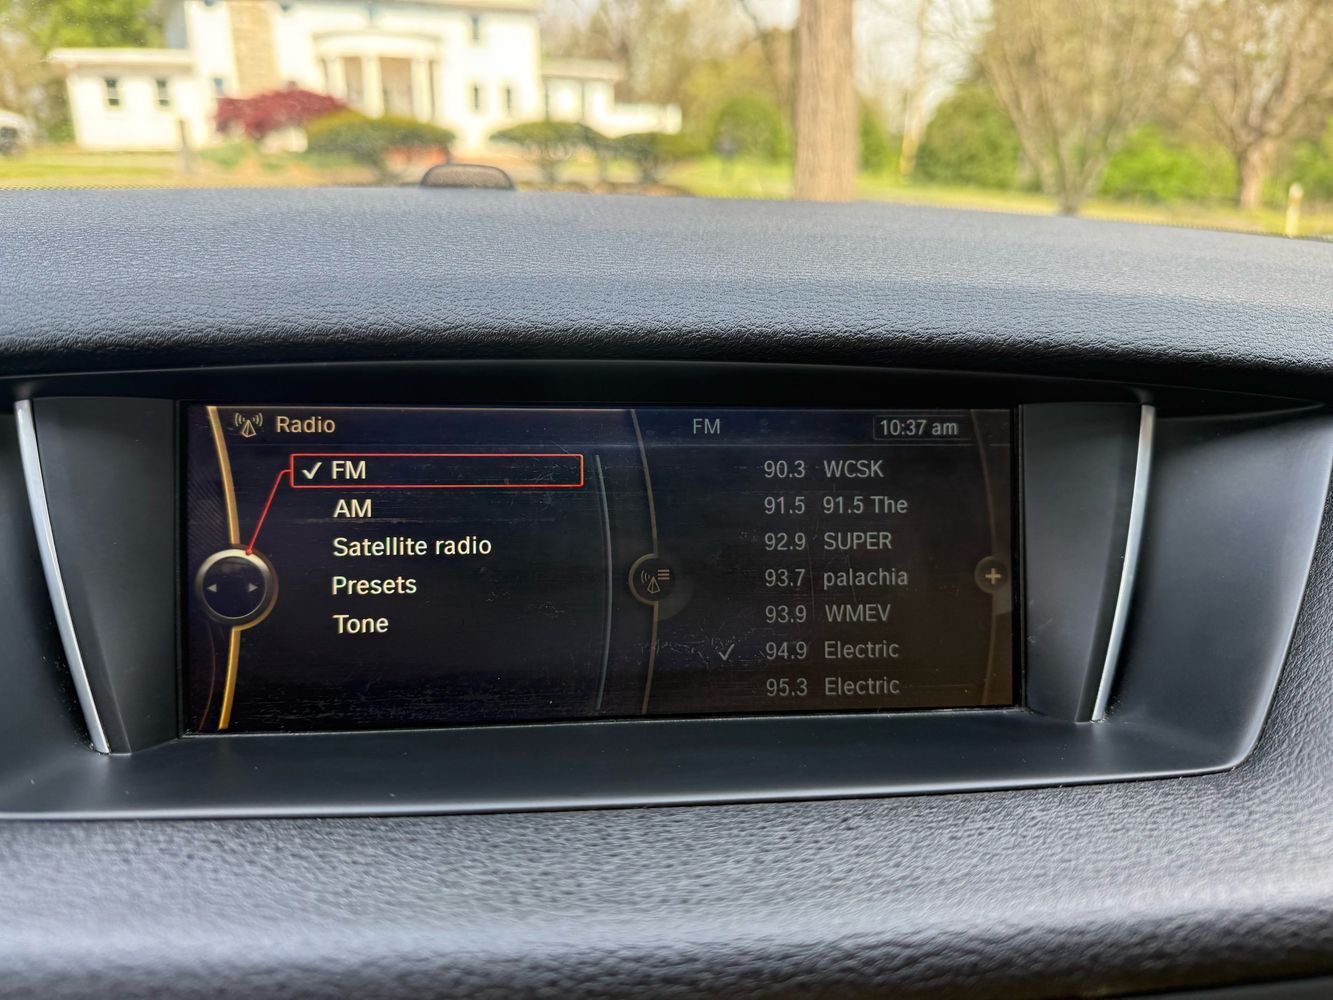 Radio
FM
10:37 am
✓ FM
AM
Satellite radio
Presets
Tone
90.3 WCSK
91.5 91.5 The
92.9 SUPER
93.7 palachia
93.9 WMEV
✓ 94.9 Electric
95.3 Electric